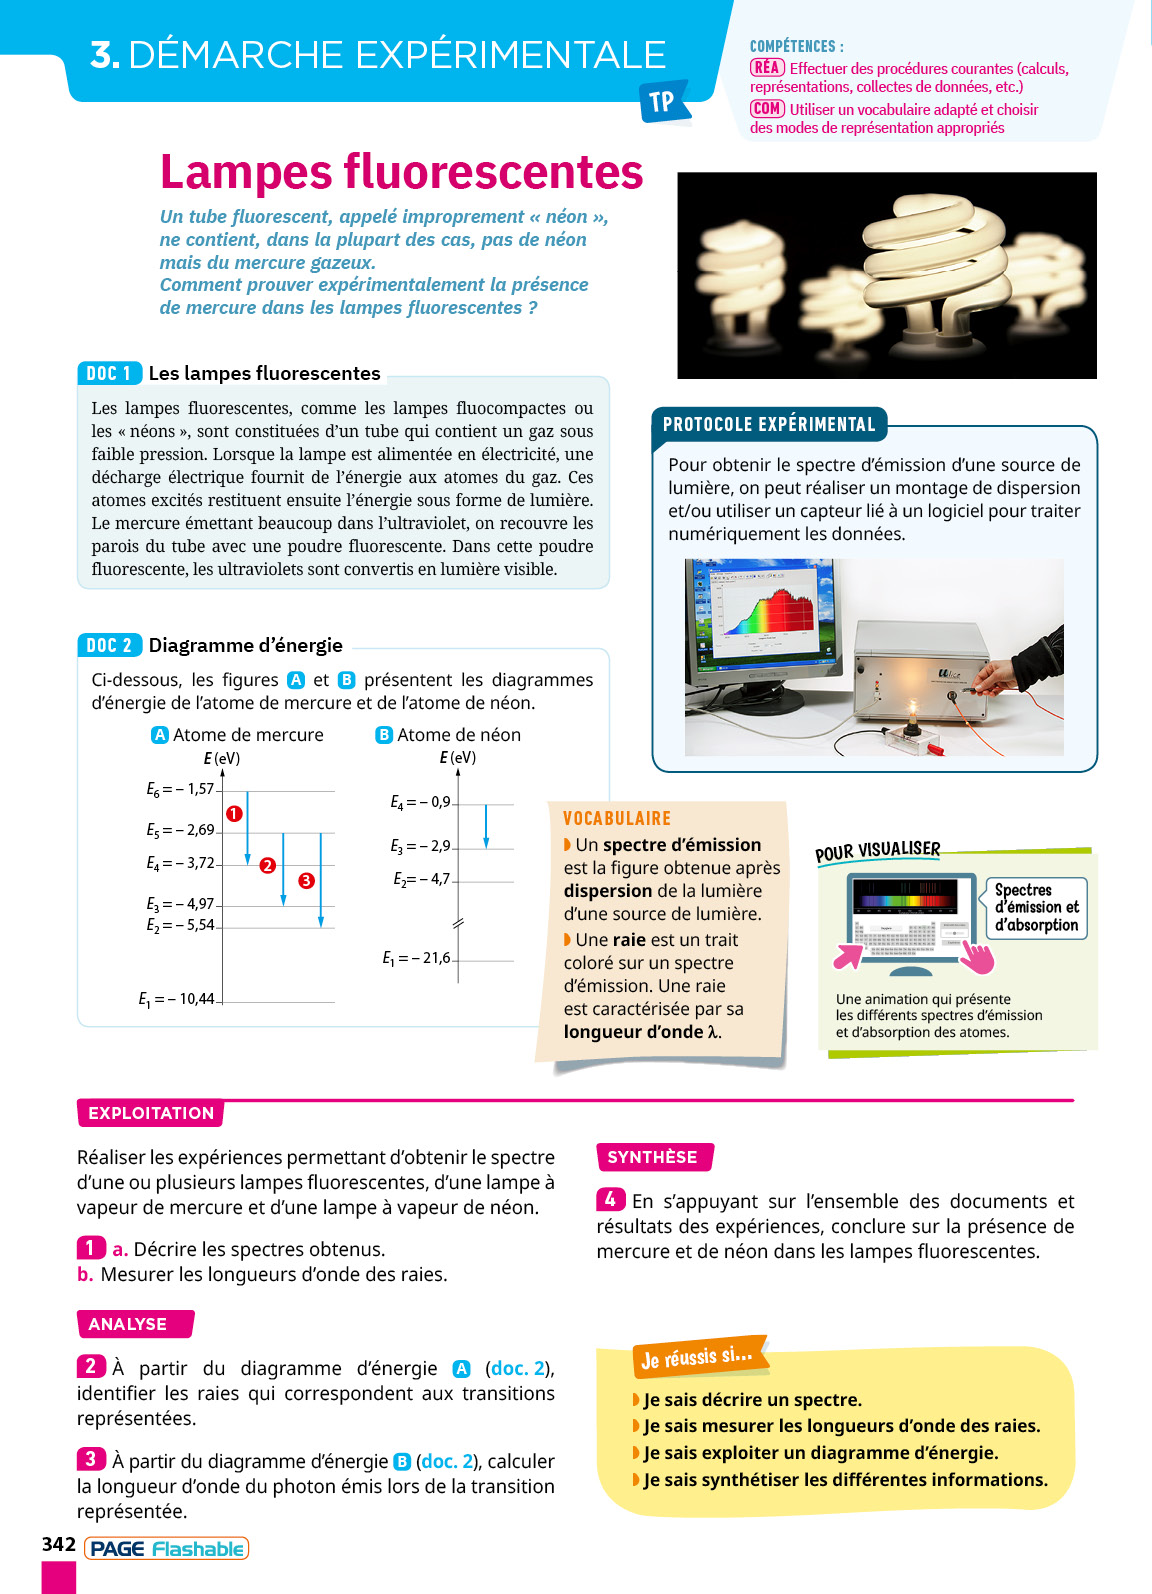 3. DÉMARCHE EXPÉRIMENTALE
TP
COMPÉTENCES :
RÉA Effectuer des procédures courantes (calculs,
représentations, collectes de données, etc.)
COM Utiliser un vocabulaire adapté et choisir
des modes de représentation appropriés
Lampes fluorescentes
Un tube fluorescent, appelé improprement « néon »,
ne contient, dans la plupart des cas, pas de néon
mais du mercure gazeux.
Comment prouver expérimentalement la présence
de mercure dans les lampes fluorescentes ?
DOC 1 Les lampes fluorescentes
Les lampes fluorescentes, comme les lampes fluocompactes ou
les « néons », sont constituées d’un tube qui contient un gaz sous
faible pression. Lorsque la lampe est alimentée en électricité, une
décharge électrique fournit de l’énergie aux atomes du gaz. Ces
atomes excités restituent ensuite l’énergie sous forme de lumière.
Le mercure émettant beaucoup dans l’ultraviolet, on recouvre les
parois du tube avec une poudre fluorescente. Dans cette poudre
fluorescente, les ultraviolets sont convertis en lumière visible.
PROTOCOLE EXPÉRIMENTAL
Pour obtenir le spectre d’émission d’une source de
lumière, on peut réaliser un montage de dispersion
et/ou utiliser un capteur lié à un logiciel pour traiter
numériquement les données.
DOC 2 Diagramme d’énergie
Ci-dessous, les figures A et B présentent les diagrammes
d’énergie de l’atome de mercure et de l’atome de néon.
A Atome de mercure
E (eV)
E6 = – 1,57
1
E5 = – 2,69
E4 = – 3,72
2
3
E3 = – 4,97
E2 = – 5,54
E1 = – 10,44
B Atome de néon
E (eV)
E4 = – 0,9
E3 = – 2,9
E2= – 4,7
E1 = – 21,6
VOCABULAIRE
Un spectre d’émission
est la figure obtenue après
dispersion de la lumière
d’une source de lumière.
Une raie est un trait
coloré sur un spectre
d’émission. Une raie
est caractérisée par sa
longueur d’onde λ.
POUR VISUALISER
Spectres
d’émission et
d’absorption
Une animation qui présente
les différents spectres d’émission
et d’absorption des atomes.
EXPLOITATION
Réaliser les expériences permettant d’obtenir le spectre
d’une ou plusieurs lampes fluorescentes, d’une lampe à
vapeur de mercure et d’une lampe à vapeur de néon.
1 a. Décrire les spectres obtenus.
b. Mesurer les longueurs d’onde des raies.
ANALYSE
2 À partir du diagramme d’énergie A (doc. 2),
identifier les raies qui correspondent aux transitions
représentées.
3 À partir du diagramme d’énergie B (doc. 2), calculer
la longueur d’onde du photon émis lors de la transition
représentée.
SYNTHÈSE
4 En s’appuyant sur l’ensemble des documents et
résultats des expériences, conclure sur la présence de
mercure et de néon dans les lampes fluorescentes.
Je réussis si...
Je sais décrire un spectre.
Je sais mesurer les longueurs d’onde des raies.
Je sais exploiter un diagramme d’énergie.
Je sais synthétiser les différentes informations.
342 PAGE Flashable